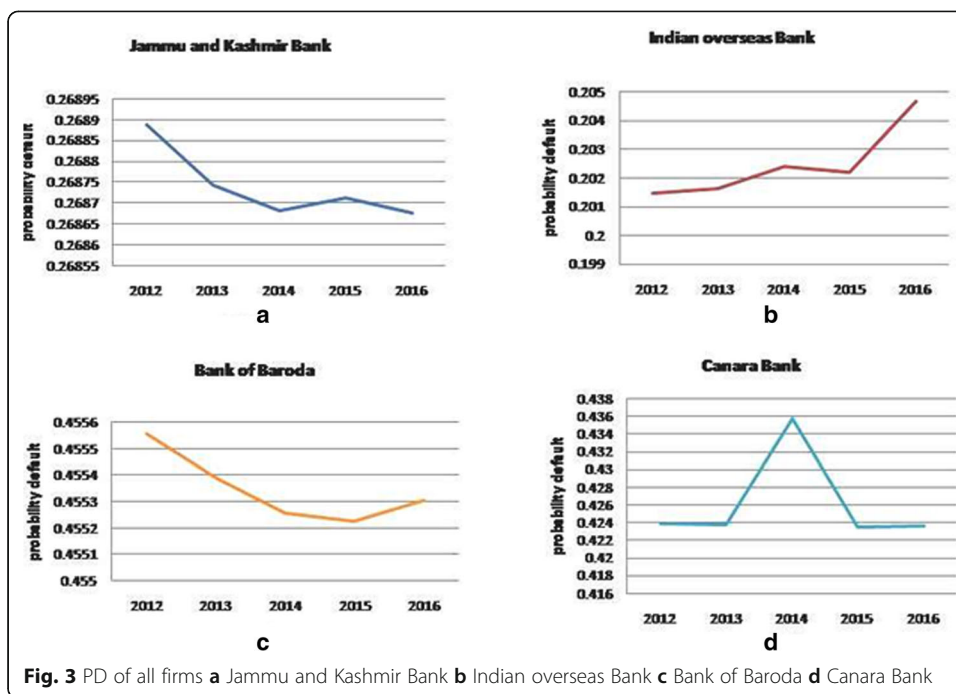 Jammu and Kashmir Bank
probability default
0.26895
0.2689
0.26885
0.2688
0.26875
0.2687
0.26865
0.2686
0.26855
2012 2013 2014 2015 2016
a
Indian overseas Bank
probability default
0.205
0.204
0.203
0.202
0.201
0.2
0.199
2012 2013 2014 2015 2016
b
Bank of Baroda
probability default
0.4556
0.4555
0.4554
0.4553
0.4552
0.4551
0.455
2012 2013 2014 2015 2016
c
Canara Bank
probability default
0.438
0.436
0.434
0.432
0.43
0.428
0.426
0.424
0.422
0.42
0.418
0.416
2012 2013 2014 2015 2016
d
Fig. 3 PD of all firms a Jammu and Kashmir Bank b Indian overseas Bank c Bank of Baroda d Canara Bank